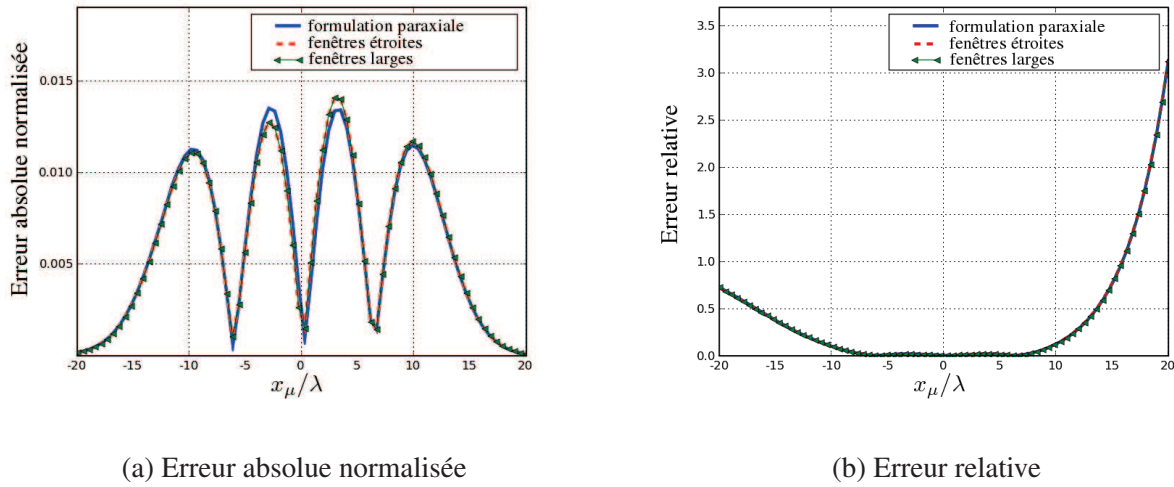 formulation paraxiale
fenêtres étroites
fenêtres larges
Erreur absolue normalisée
0.015
0.010
0.005
-20 -15 -10 -5 0 5 10 15 20
x_μ/λ
(a) Erreur absolue normalisée
formulation paraxiale
fenêtres étroites
fenêtres larges
Erreur relative
3.5
3.0
2.5
2.0
1.5
1.0
0.5
0.0
-20 -15 -10 -5 0 5 10 15 20
x_μ/λ
(b) Erreur relative